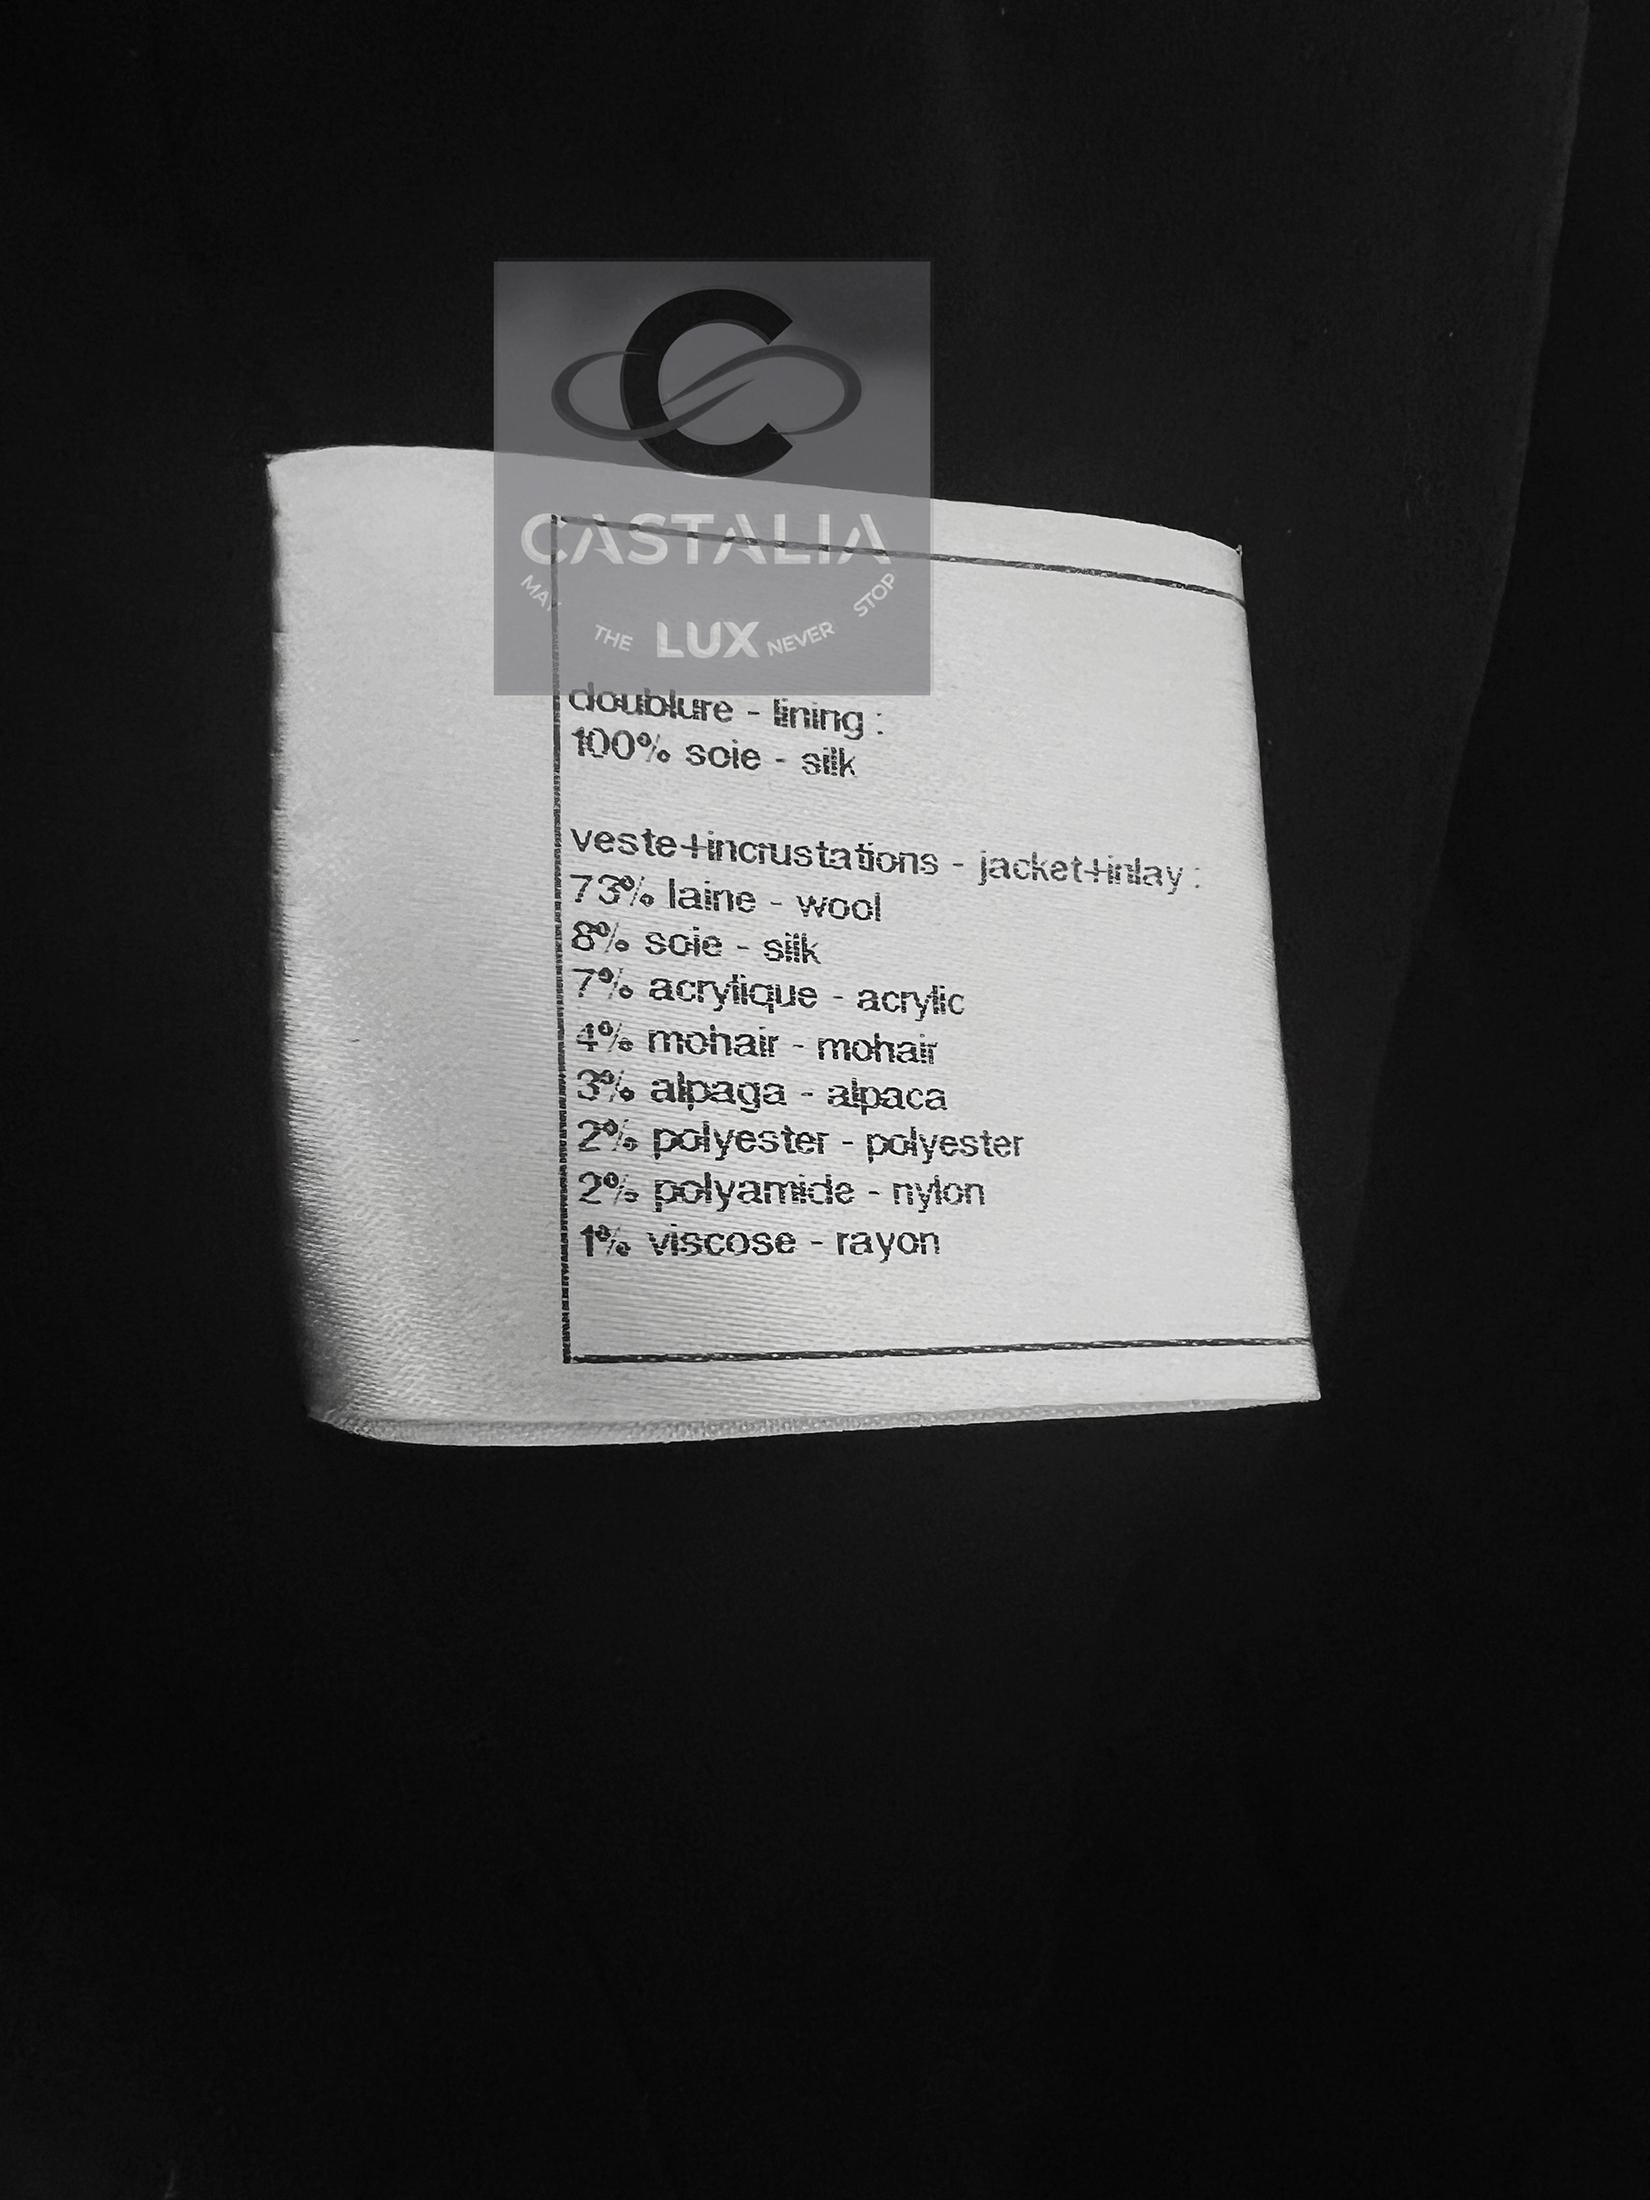 C
CASTALIA
MAY THE LUX NEVER STOP
doublure - lining :
100% soie - silk
veste+incrustations - jacket+inlay :
73% laine - wool
8% soie - silk
7% acrylique - acrylic
4% mohair - mohair
3% alpaga - alpaca
2% polyester - polyester
2% polyamide - nylon
1% viscose - rayon